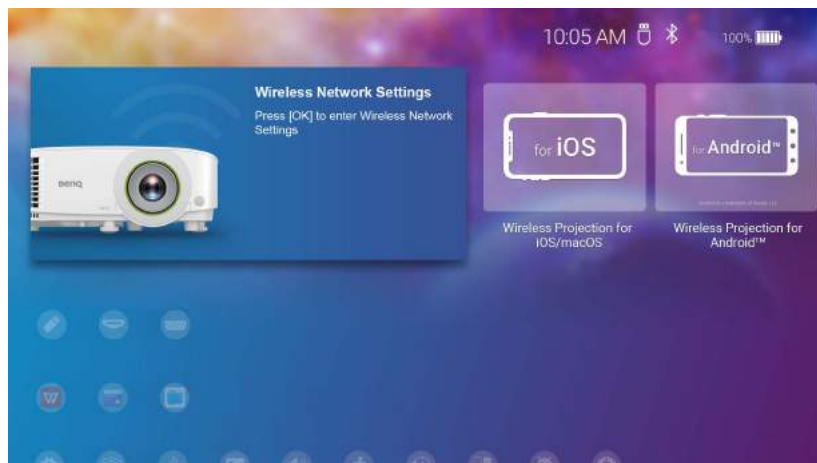 10:05 AM
100%
Wireless Network Settings
Press [OK] to enter Wireless Network
Settings
BenQ
for iOS
for Android™
Wireless Projection for
iOS/macOS
Wireless Projection for
Android™